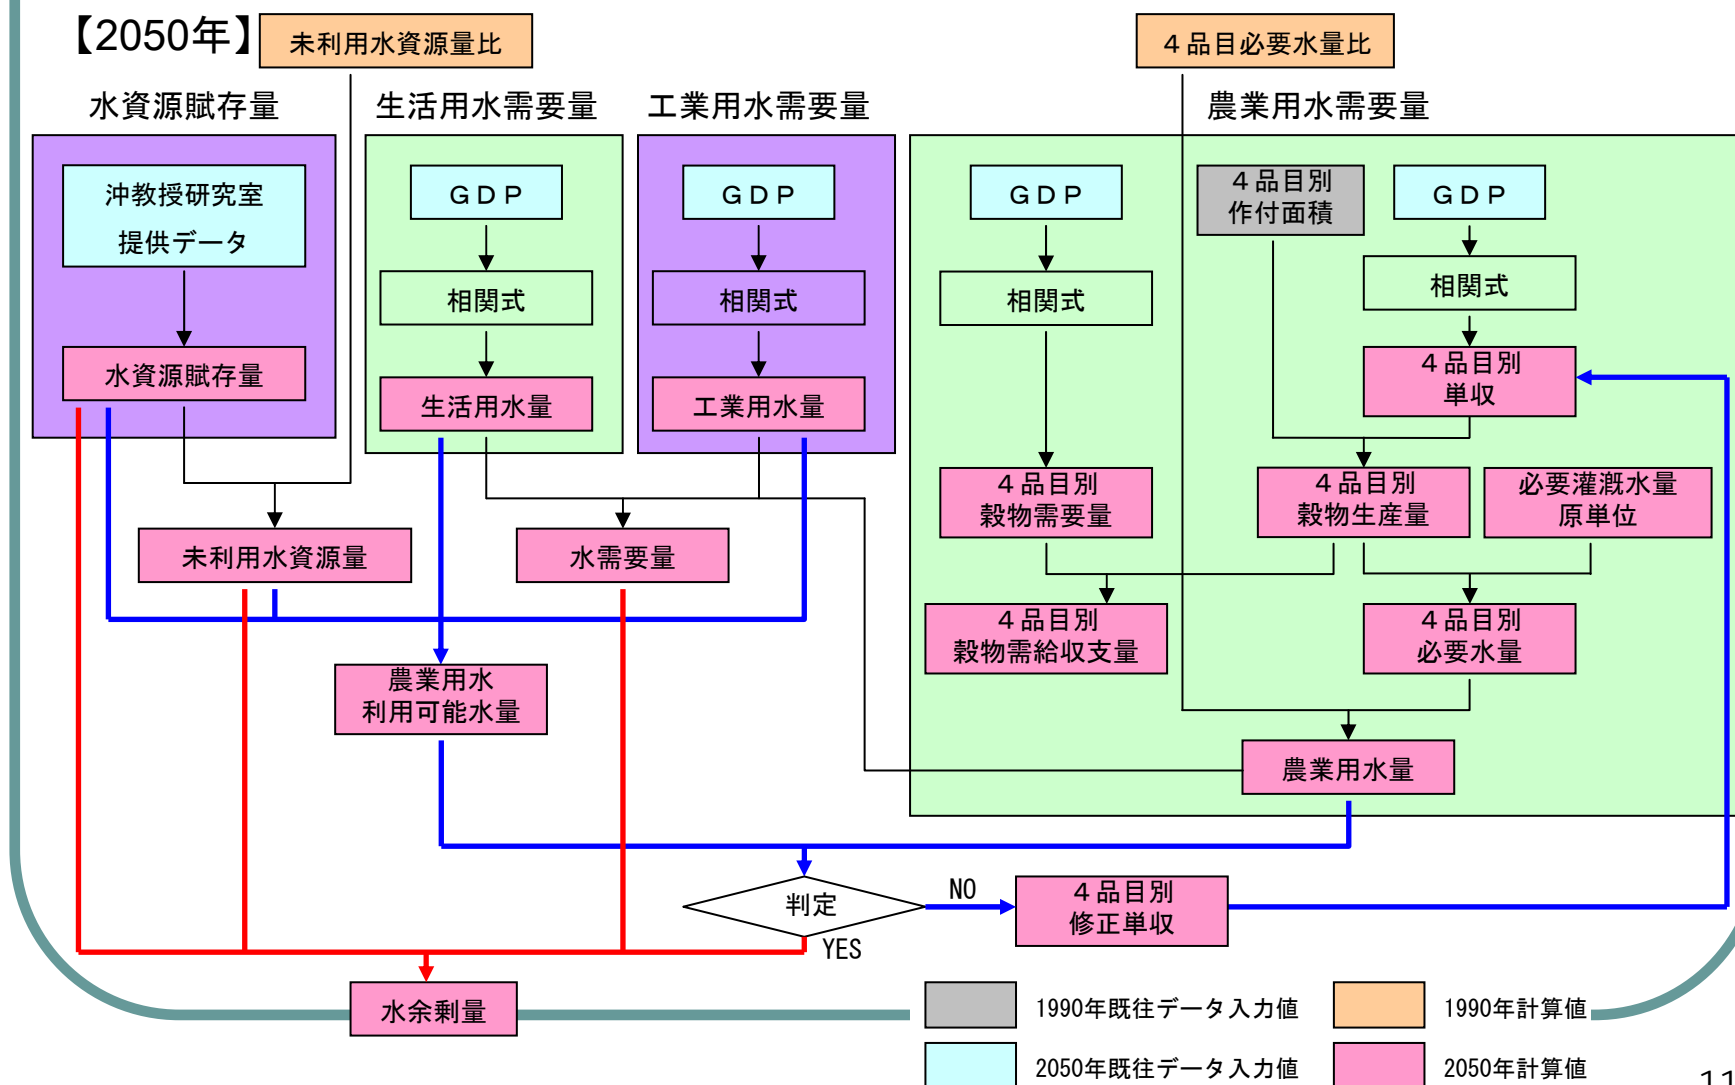 【2050年】
未利用水資源量比
４品目必要水量比
水資源賦存量
生活用水需要量
工業用水需要量
農業用水需要量
沖教授研究室
提供データ
ＧＤＰ
ＧＤＰ
ＧＤＰ
４品目別
作付面積
ＧＤＰ
相関式
相関式
相関式
相関式
水資源賦存量
生活用水量
工業用水量
４品目別
単収
４品目別
穀物需要量
４品目別
穀物生産量
必要灌漑水量
原単位
未利用水資源量
水需要量
４品目別
穀物需給収支量
４品目別
必要水量
農業用水
利用可能水量
農業用水量
判定
NO
YES
４品目別
修正単収
水余剰量
1990年既往データ入力値
1990年計算値
2050年既往データ入力値
2050年計算値
11